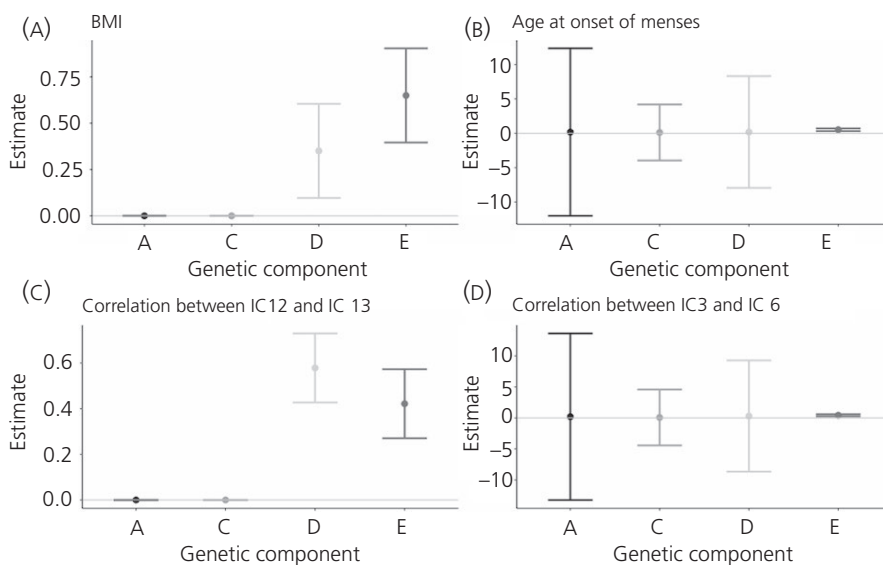 (A) BMI
Estimate
0.75
0.50
0.25
0.00
A C D E
Genetic component
(B) Age at onset of menses
Estimate
10
5
0
−5
−10
A C D E
Genetic component
(C) Correlation between IC12 and IC 13
Estimate
0.6
0.4
0.2
0.0
A C D E
Genetic component
(D) Correlation between IC3 and IC 6
Estimate
10
5
0
−5
−10
A C D E
Genetic component